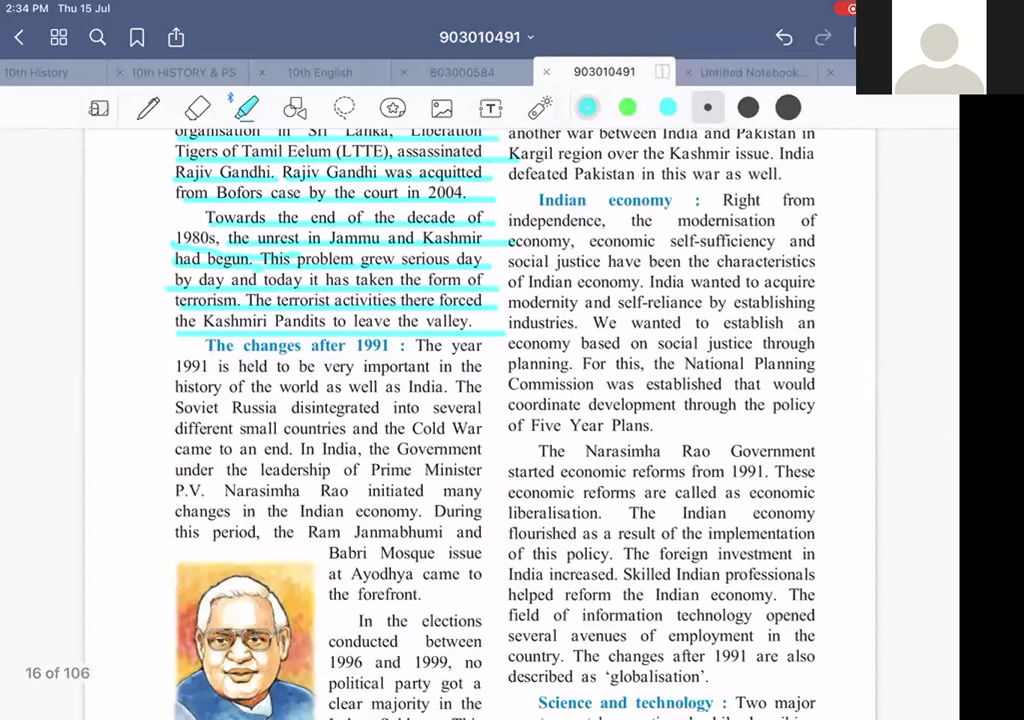 2:34 PM Thu 15 Jul
903010491
10th History
10th HISTORY & PS
10th English
803000584
903010491
Untitled Notebook...
organisation in Sri Lanka, Liberation
Tigers of Tamil Eelum (LTTE), assassinated
Rajiv Gandhi. Rajiv Gandhi was acquitted
from Bofors case by the court in 2004.
Towards the end of the decade of
1980s, the unrest in Jammu and Kashmir
had begun. This problem grew serious day
by day and today it has taken the form of
terrorism. The terrorist activities there forced
the Kashmiri Pandits to leave the valley.
The changes after 1991 : The year
1991 is held to be very important in the
history of the world as well as India. The
Soviet Russia disintegrated into several
different small countries and the Cold War
came to an end. In India, the Government
under the leadership of Prime Minister
P.V. Narasimha Rao initiated many
changes in the Indian economy. During
this period, the Ram Janmabhumi and
Babri Mosque issue
at Ayodhya came to
the forefront.
In the elections
conducted between
1996 and 1999, no
political party got a
clear majority in the
16 of 106
another war between India and Pakistan in
Kargil region over the Kashmir issue. India
defeated Pakistan in this war as well.
Indian economy : Right from
independence, the modernisation of
economy, economic self-sufficiency and
social justice have been the characteristics
of Indian economy. India wanted to acquire
modernity and self-reliance by establishing
industries. We wanted to establish an
economy based on social justice through
planning. For this, the National Planning
Commission was established that would
coordinate development through the policy
of Five Year Plans.
The Narasimha Rao Government
started economic reforms from 1991. These
economic reforms are called as economic
liberalisation. The Indian economy
flourished as a result of the implementation
of this policy. The foreign investment in
India increased. Skilled Indian professionals
helped reform the Indian economy. The
field of information technology opened
several avenues of employment in the
country. The changes after 1991 are also
described as ‘globalisation’.
Science and technology : Two major